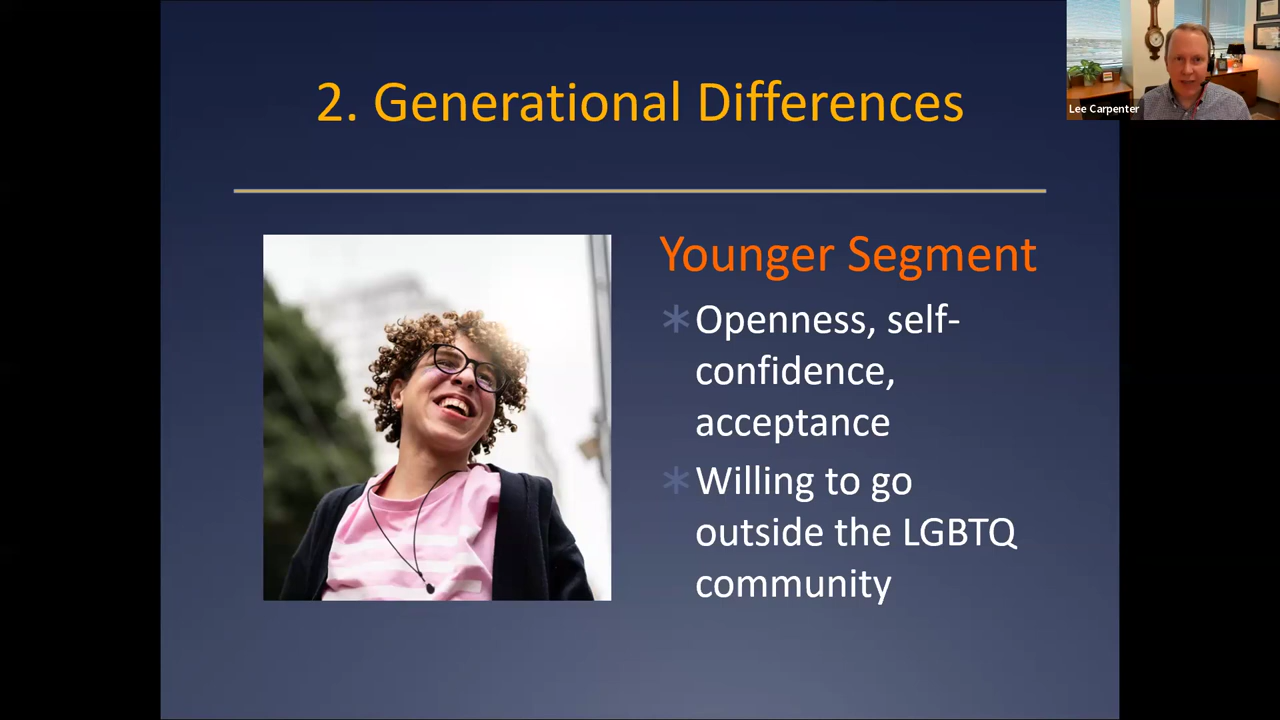 2. Generational Differences
Lee Carpenter
Younger Segment
Openness, self-
confidence,
acceptance
Willing to go
outside the LGBTQ
community